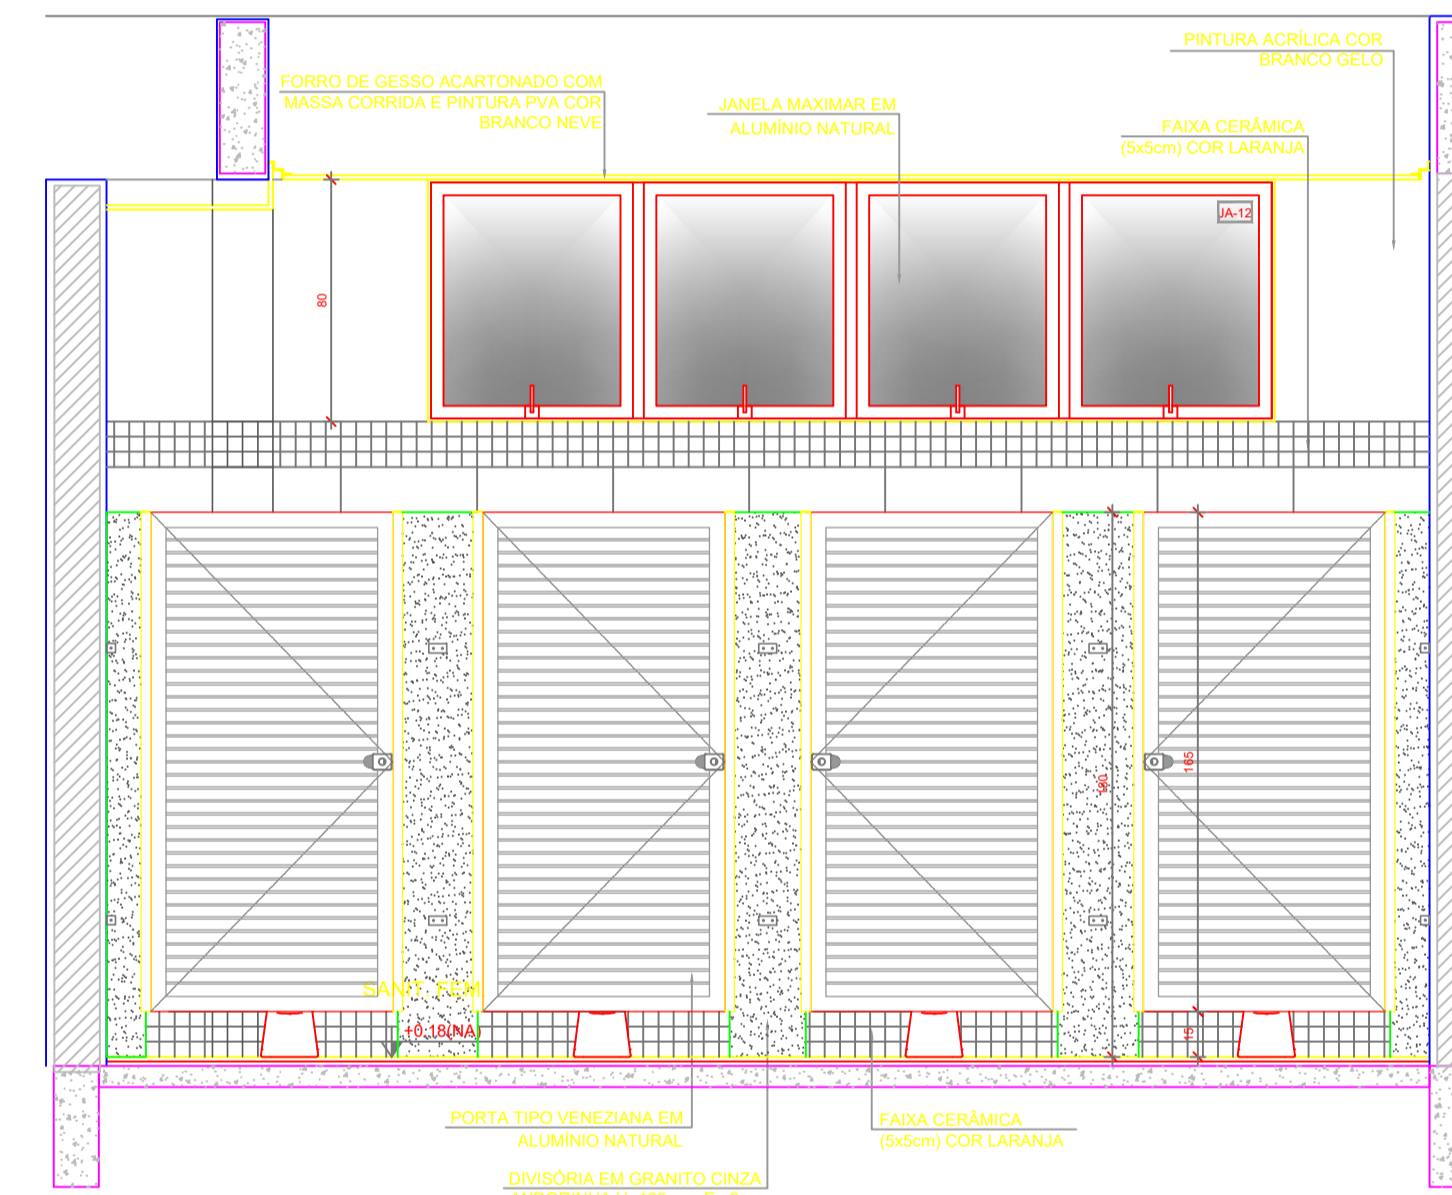 PINTURA ACRÍLICA COR
BRANCO GELO
FORRO DE GESSO ACARTONADO COM
MASSA CORRIDA E PINTURA PVA COR
BRANCO NEVE
JANELA MAXIMAR EM
ALUMÍNIO NATURAL
FAIXA CERÂMICA
(5x5cm) COR LARANJA
JA-12
80
165
180
SANIT. FEM.
+0.18(NA)
15
PORTA TIPO VENEZIANA EM
ALUMÍNIO NATURAL
FAIXA CERÂMICA
(5x5cm) COR LARANJA
DIVISÓRIA EM GRANITO CINZA